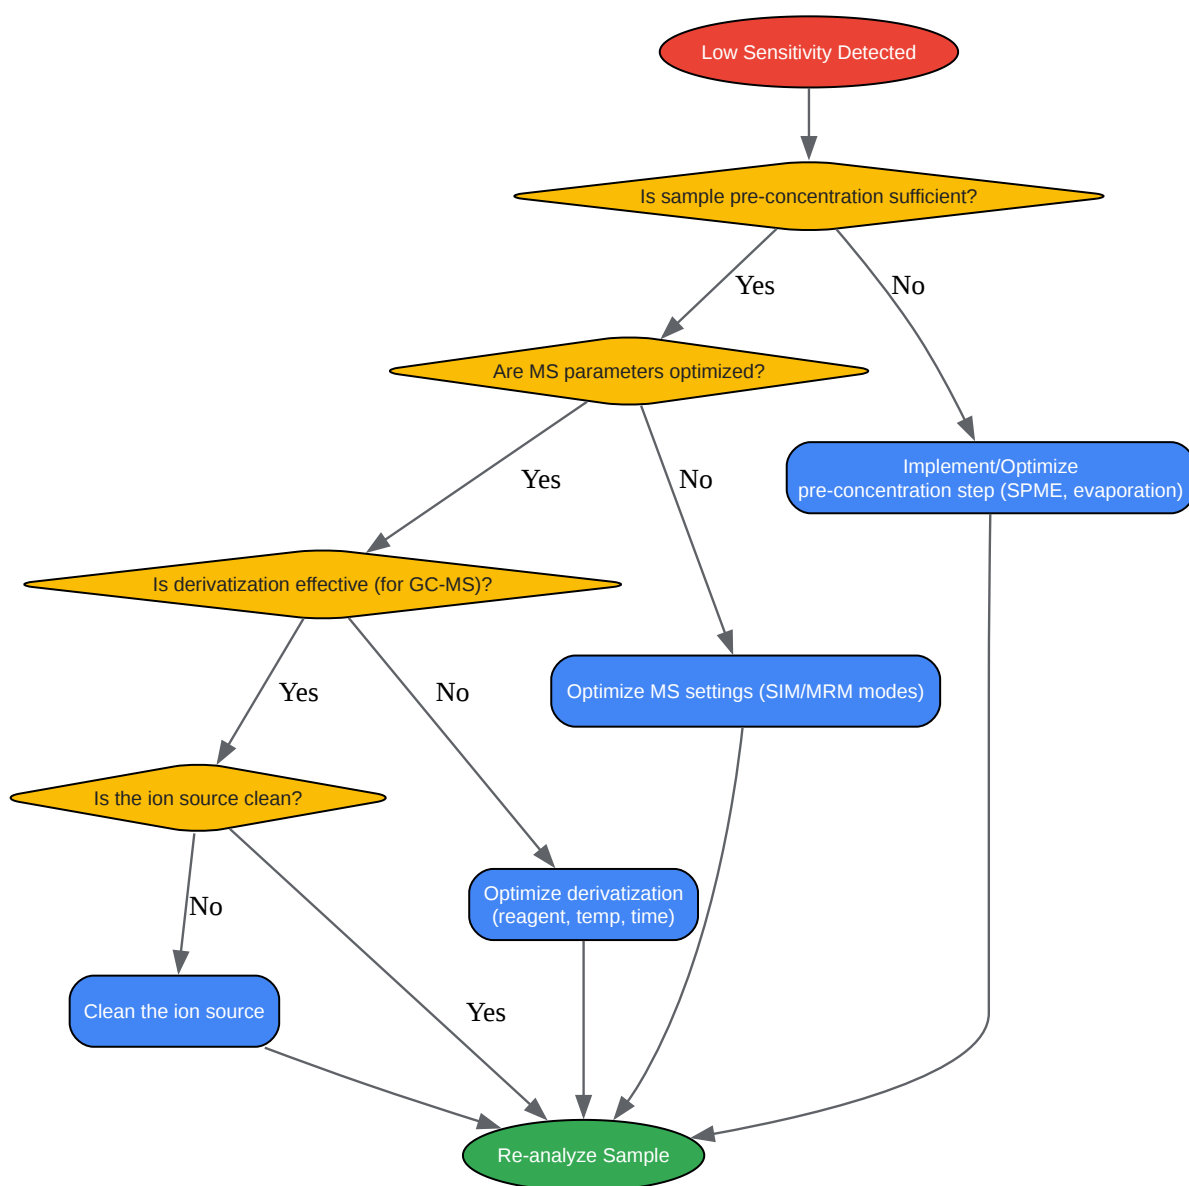 Low Sensitivity Detected
Is sample pre-concentration sufficient?
Yes
No
Are MS parameters optimized?
Implement/Optimize
pre-concentration step (SPME, evaporation)
Yes
No
Is derivatization effective (for GC-MS)?
Optimize MS settings (SIM/MRM modes)
Yes
No
Is the ion source clean?
Optimize derivatization
(reagent, temp, time)
No
Clean the ion source
Yes
Re-analyze Sample